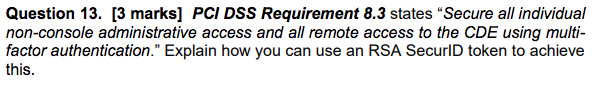 Question 13. [3 marks] PCI DSS Requirement 8.3 states “Secure all individual
non-console administrative access and all remote access to the CDE using multi-
factor authentication.” Explain how you can use an RSA SecurID token to achieve
this.